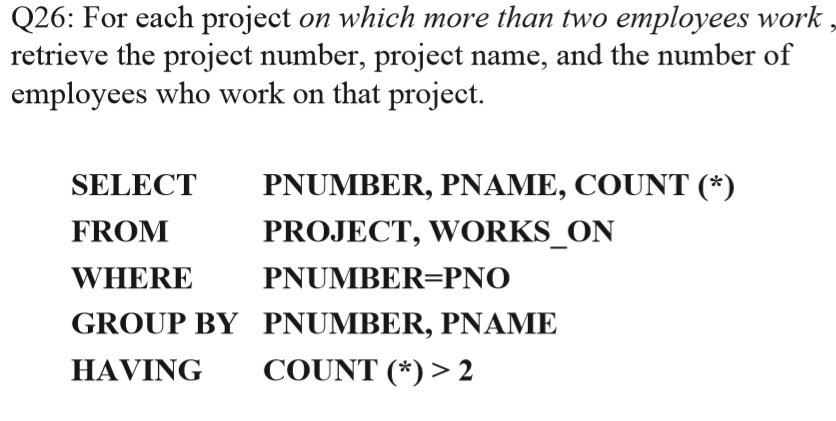 Q26: For each project on which more than two employees work ,
retrieve the project number, project name, and the number of
employees who work on that project.
SELECT PNUMBER, PNAME, COUNT (*)
FROM PROJECT, WORKS_ON
WHERE PNUMBER=PNO
GROUP BY PNUMBER, PNAME
HAVING COUNT (*) > 2